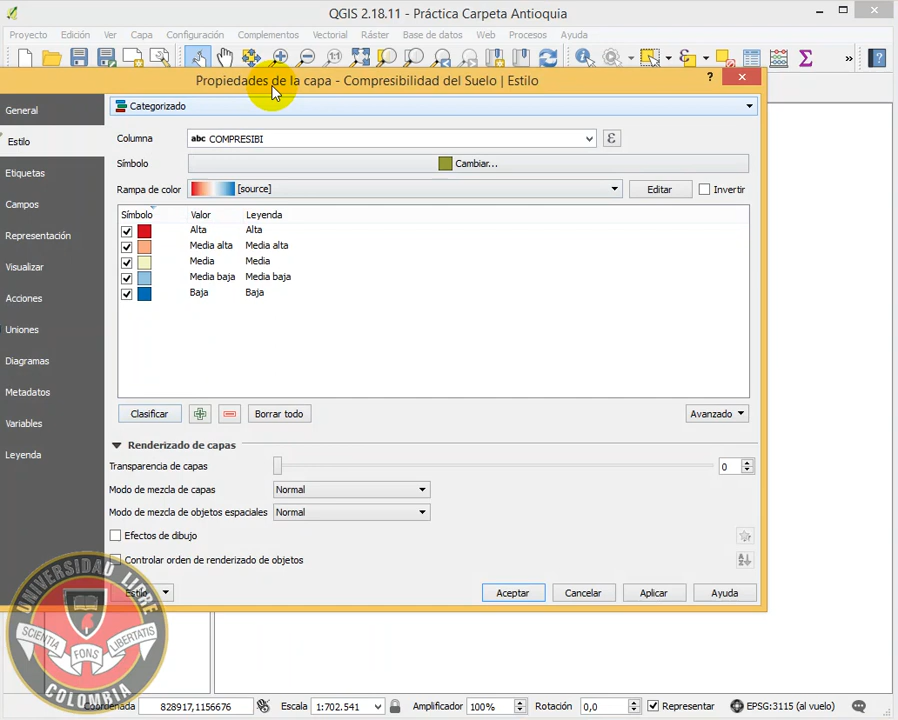 QGIS 2.18.11 - Práctica Carpeta Antioquia
Proyecto Edición Ver Capa Configuración Complementos Vectorial Ráster Base de datos Web Procesos Ayuda
Propiedades de la capa - Compresibilidad del Suelo | Estilo
General
Categorizado
Estilo
Columna abc COMPRESIBI
Símbolo Cambiar...
Etiquetas
Rampa de color [source] Editar Invertir
Campos
Símbolo Valor Leyenda
Alta Alta
Representación
Media alta Media alta
Media Media
Visualizar
Media baja Media baja
Baja Baja
Acciones
Uniones
Diagramas
Metadatos
Variables
Clasificar Borrar todo Avanzado
Renderizado de capas
Leyenda
Transparencia de capas 0
Modo de mezcla de capas Normal
Modo de mezcla de objetos espaciales Normal
Efectos de dibujo
Controlar orden de renderizado de objetos
Estilo Aceptar Cancelar Aplicar Ayuda
UNIVERSIDAD LIBRE
SCIENTIA FONS LIBERTATIS
COLOMBIA
Coordenada 828917,1156676 Escala 1:702.541 Amplificador 100% Rotación 0,0 Representar EPSG:3115 (al vuelo)